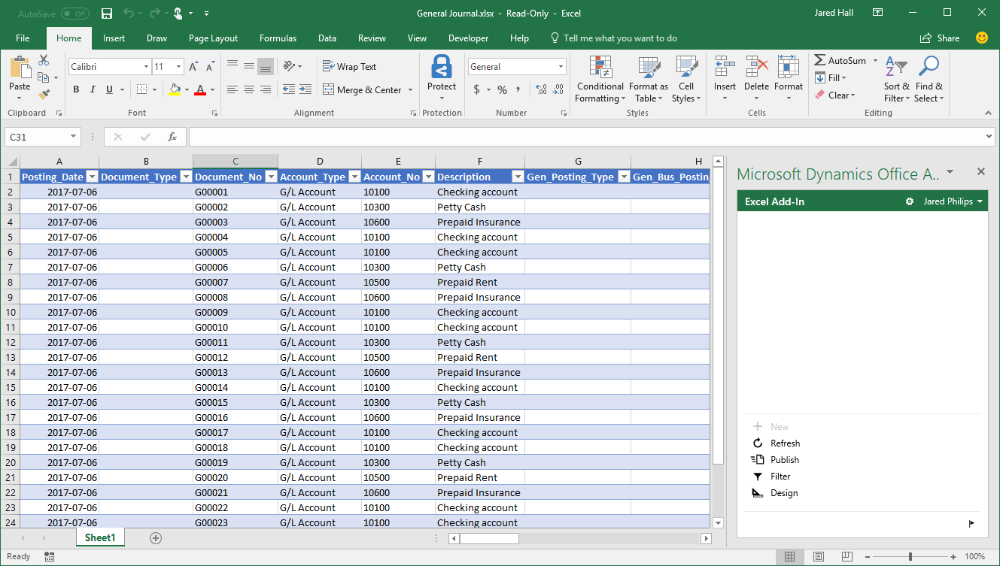 AutoSave Off General Journal.xlsx - Read-Only - Excel Jared Hall
File Home Insert Draw Page Layout Formulas Data Review View Developer Help Tell me what you want to do Share
Paste
Calibri 11
B I U A
Wrap Text
Merge & Center
Protect
General
$ % ,
Conditional Formatting
Format as Table
Cell Styles
Insert Delete Format
AutoSum
Fill
Clear
Sort & Filter
Find & Select
Clipboard Font Alignment Protection Number Styles Cells Editing
C31 fx
A B C D E F G H
1 Posting_Date Document_Type Document_No Account_Type Account_No Description Gen_Posting_Type Gen_Bus_Posting
2 2017-07-06 G00001 G/L Account 10100 Checking account
3 2017-07-06 G00002 G/L Account 10300 Petty Cash
4 2017-07-06 G00003 G/L Account 10600 Prepaid Insurance
5 2017-07-06 G00004 G/L Account 10100 Checking account
6 2017-07-06 G00005 G/L Account 10100 Checking account
7 2017-07-06 G00006 G/L Account 10300 Petty Cash
8 2017-07-06 G00007 G/L Account 10500 Prepaid Rent
9 2017-07-06 G00008 G/L Account 10600 Prepaid Insurance
10 2017-07-06 G00009 G/L Account 10100 Checking account
11 2017-07-06 G00010 G/L Account 10100 Checking account
12 2017-07-06 G00011 G/L Account 10300 Petty Cash
13 2017-07-06 G00012 G/L Account 10500 Prepaid Rent
14 2017-07-06 G00013 G/L Account 10600 Prepaid Insurance
15 2017-07-06 G00014 G/L Account 10100 Checking account
16 2017-07-06 G00015 G/L Account 10300 Petty Cash
17 2017-07-06 G00016 G/L Account 10600 Prepaid Insurance
18 2017-07-06 G00017 G/L Account 10100 Checking account
19 2017-07-06 G00018 G/L Account 10100 Checking account
20 2017-07-06 G00019 G/L Account 10300 Petty Cash
21 2017-07-06 G00020 G/L Account 10500 Prepaid Rent
22 2017-07-06 G00021 G/L Account 10600 Prepaid Insurance
23 2017-07-06 G00022 G/L Account 10100 Checking account
24 2017-07-06 G00023 G/L Account 10100 Checking account
Microsoft Dynamics Office A..
Excel Add-In Jared Philips
New
Refresh
Publish
Filter
Design
Sheet1
Ready 100%